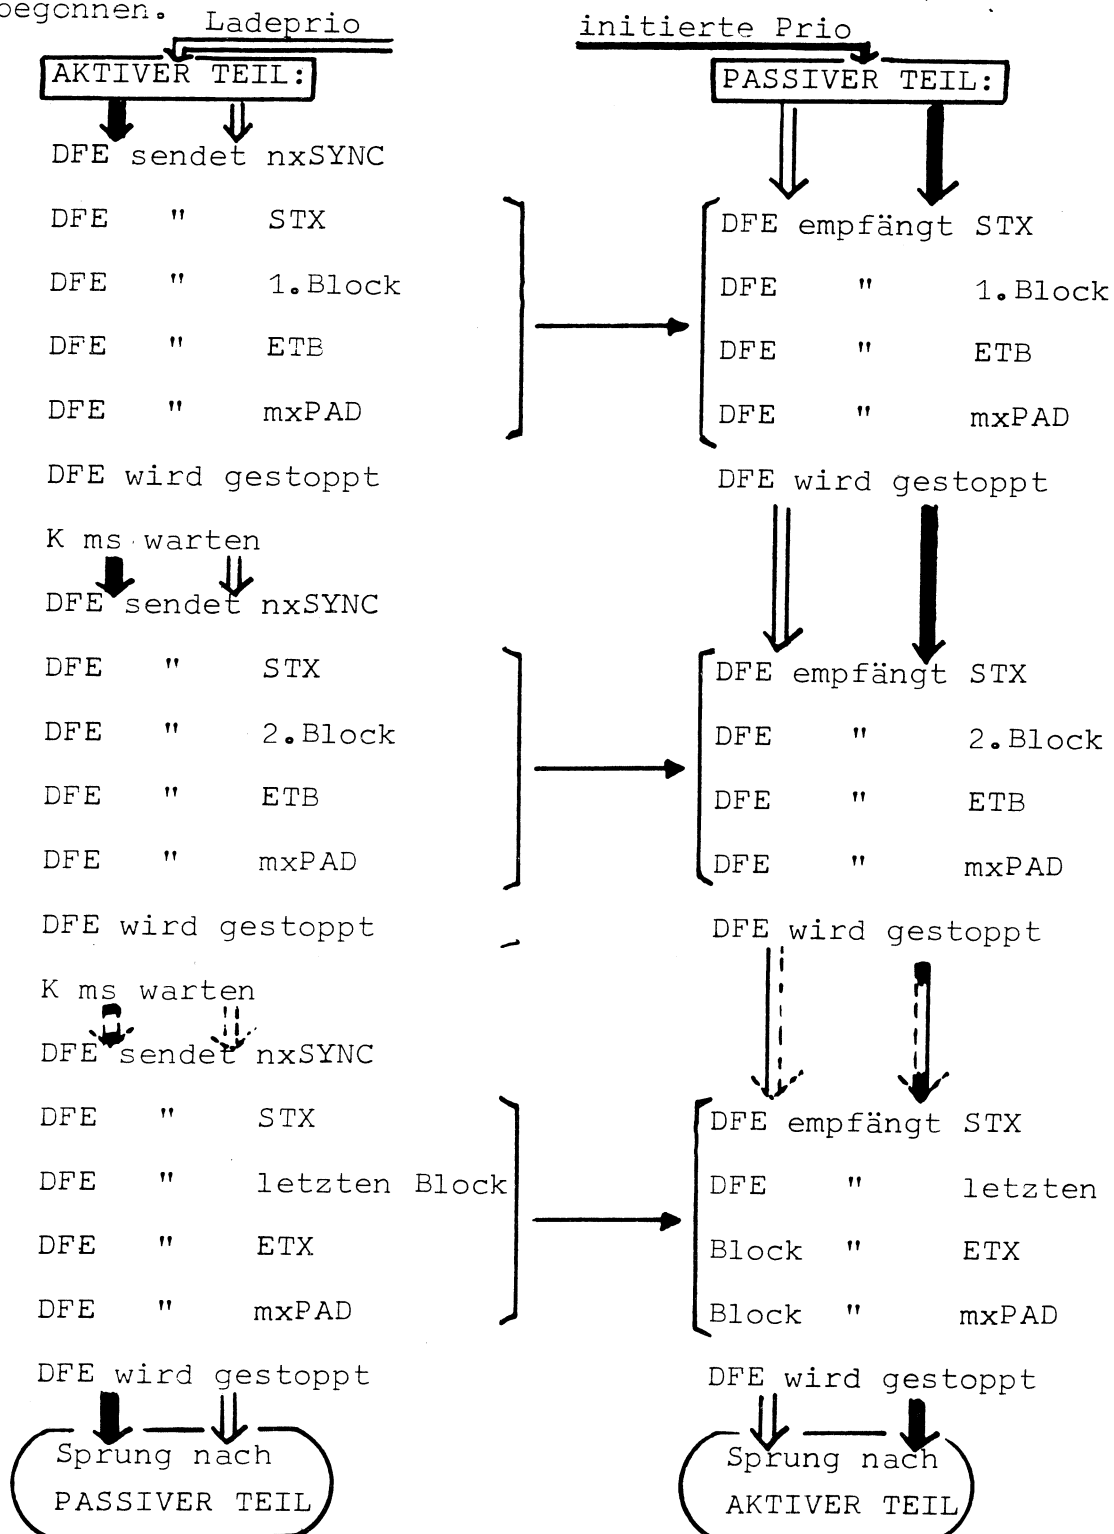 begonnen.
Ladeprio
initierte Prio
AKTIVER TEIL:
DFE sendet nxSYNC
DFE " STX
DFE " 1.Block
DFE " ETB
DFE " mxPAD
DFE wird gestoppt
K ms warten
DFE sendet nxSYNC
DFE " STX
DFE " 2.Block
DFE " ETB
DFE " mxPAD
DFE wird gestoppt
K ms warten
DFE sendet nxSYNC
DFE " STX
DFE " letzten Block
DFE " ETX
DFE " mxPAD
DFE wird gestoppt
Sprung nach
PASSIVER TEIL
PASSIVER TEIL:
DFE empfängt STX
DFE " 1.Block
DFE " ETB
DFE " mxPAD
DFE wird gestoppt
DFE empfängt STX
DFE " 2.Block
DFE " ETB
DFE " mxPAD
DFE wird gestoppt
DFE empfängt STX
DFE " letzten
Block " ETX
Block " mxPAD
DFE wird gestoppt
Sprung nach
AKTIVER TEIL